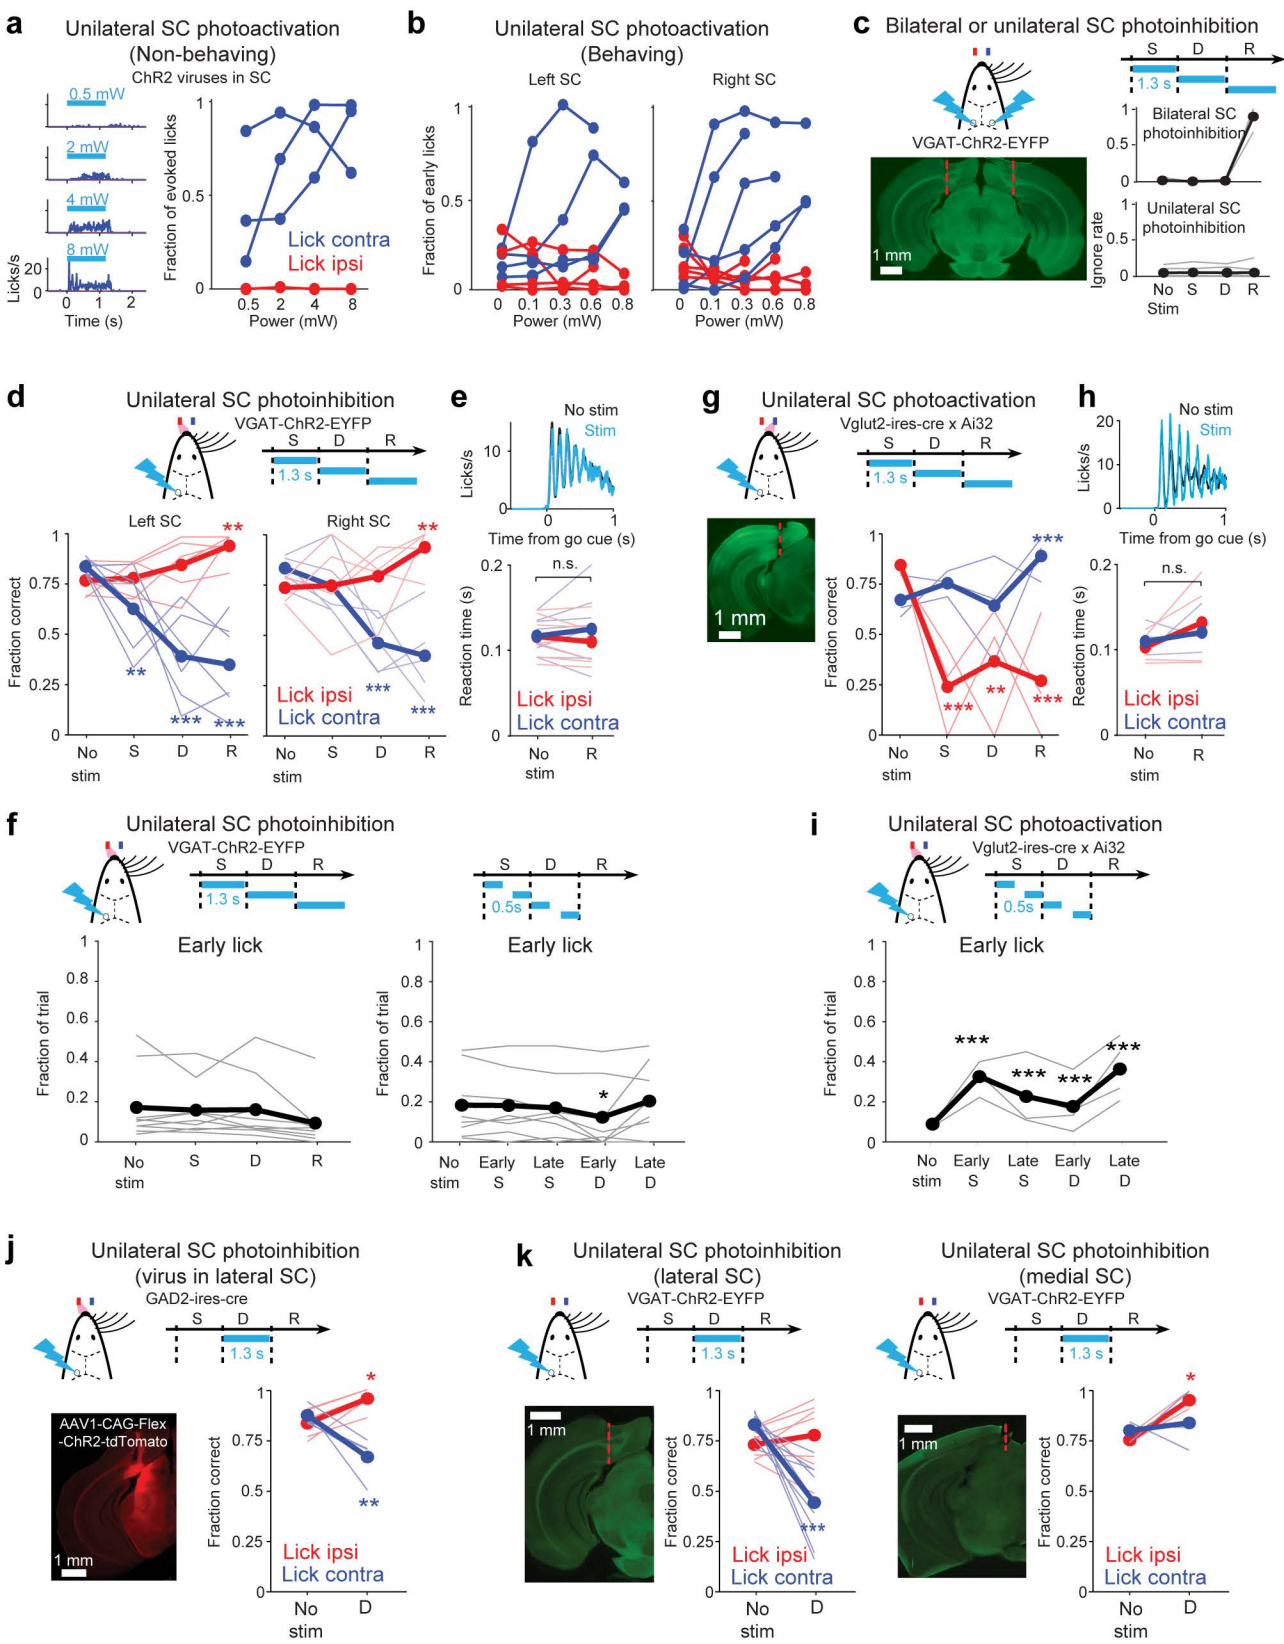 a
Unilateral SC photoactivation
(Non-behaving)
ChR2 viruses in SC
0.5 mW
2 mW
4 mW
8 mW
Licks/s
20
0
0 1 2
Time (s)
Fraction of evoked licks
1
0.5
0
Lick contra
Lick ipsi
0.5 2 4 8
Power (mW)
b
Unilateral SC photoactivation
(Behaving)
Left SC
Right SC
Fraction of early licks
1
0.5
0
0 0.1 0.3 0.6 0.8
Power (mW)
0 0.1 0.3 0.6 0.8
Power (mW)
c
Bilateral or unilateral SC photoinhibition
S D R
1.3 s
VGAT-ChR2-EYFP
1 mm
Bilateral SC
photoinhibition
1
0.5
0
Unilateral SC
photoinhibition
1
0.5
0
Ignore rate
No S D R
Stim
d
Unilateral SC photoinhibition
VGAT-ChR2-EYFP
S D R
1.3 s
Left SC
Right SC
Fraction correct
1
0.75
0.5
0.25
0
**
**
***
***
**
***
***
Lick ipsi
Lick contra
No S D R
stim
No S D R
stim
e
No stim
Stim
Licks/s
10
0
0 1
Time from go cue (s)
Reaction time (s)
0.2
0.1
0
n.s.
Lick ipsi
Lick contra
No R
stim
g
Unilateral SC photoactivation
Vglut2-ires-cre x Ai32
S D R
1.3 s
1 mm
Fraction correct
1
0.75
0.5
0.25
0
***
***
**
***
No S D R
stim
h
No stim
Stim
Licks/s
20
10
0
0 1
Time from go cue (s)
Reaction time (s)
0.2
0.1
0
n.s.
Lick ipsi
Lick contra
No R
stim
f
Unilateral SC photoinhibition
VGAT-ChR2-EYFP
S D R
1.3 s
Early lick
Fraction of trial
1
0.8
0.6
0.4
0.2
0
No S D R
stim
S D R
0.5s
Early lick
Fraction of trial
1
0.8
0.6
0.4
0.2
0
*
No Early Late Early Late
stim S S D D
i
Unilateral SC photoactivation
Vglut2-ires-cre x Ai32
S D R
0.5s
Early lick
Fraction of trial
1
0.8
0.6
0.4
0.2
0
***
***
***
***
No Early Late Early Late
stim S S D D
j
Unilateral SC photoinhibition
(virus in lateral SC)
GAD2-ires-cre
S D R
1.3 s
AAV1-CAG-Flex
-ChR2-tdTomato
1 mm
Fraction correct
1
0.75
0.5
0.25
0
*
**
Lick ipsi
Lick contra
No D
stim
k
Unilateral SC photoinhibition
(lateral SC)
VGAT-ChR2-EYFP
S D R
1.3 s
1 mm
Fraction correct
1
0.75
0.5
0.25
0
***
Lick ipsi
Lick contra
No D
stim
Unilateral SC photoinhibition
(medial SC)
VGAT-ChR2-EYFP
S D R
1.3 s
1 mm
Fraction correct
1
0.75
0.5
0.25
0
*
Lick ipsi
Lick contra
No D
stim